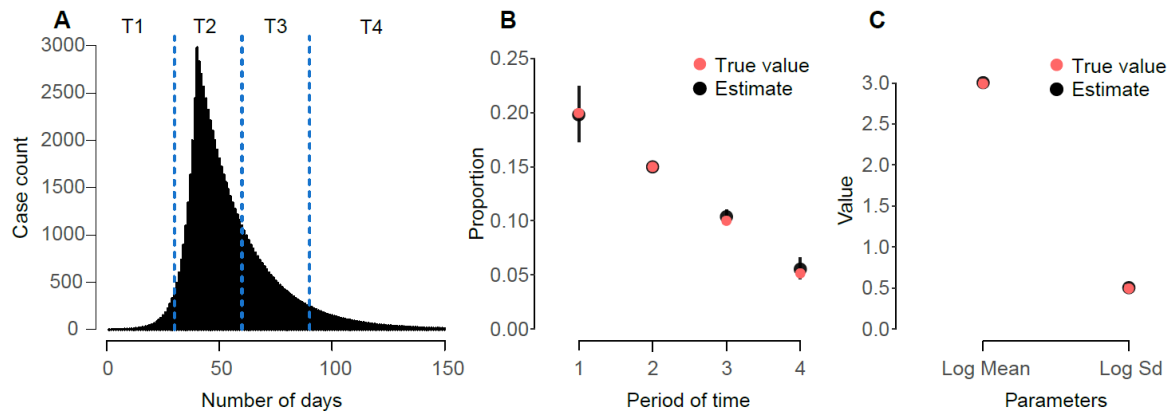 A
T1
T2
T3
T4
3000
2500
2000
1500
1000
500
0
Case count
0
50
100
150
Number of days
B
True value
Estimate
0.25
0.20
0.15
0.10
0.05
0.00
Proportion
1
2
3
4
Period of time
C
True value
Estimate
3.0
2.5
2.0
1.5
1.0
0.5
0.0
Value
Log Mean
Log Sd
Parameters